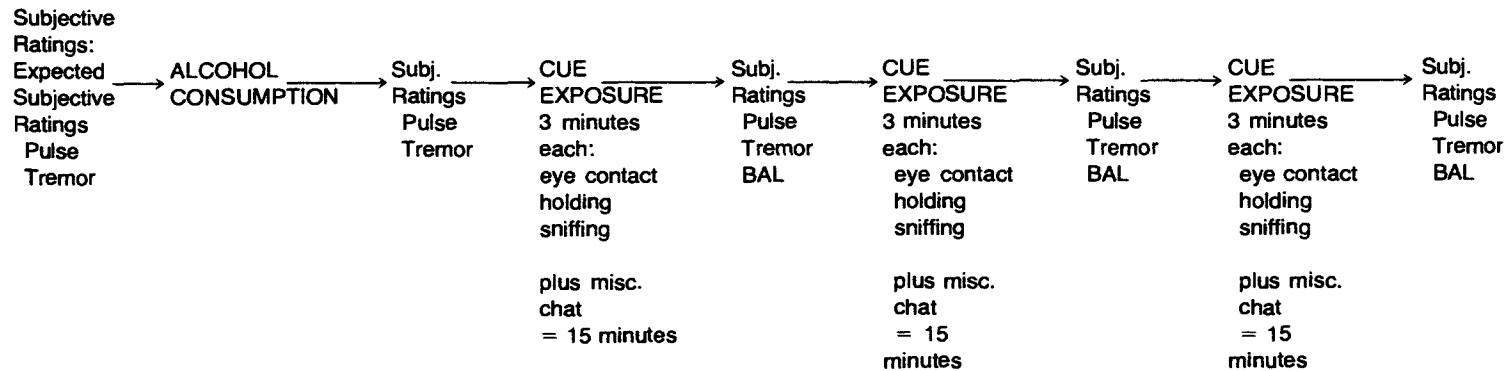 Subjective
Ratings:
Expected
Subjective
Ratings
Pulse
Tremor
ALCOHOL
CONSUMPTION
Subj.
Ratings
Pulse
Tremor
CUE
EXPOSURE
3 minutes
each:
eye contact
holding
sniffing
plus misc.
chat
= 15 minutes
Subj.
Ratings
Pulse
Tremor
BAL
CUE
EXPOSURE
3 minutes
each:
eye contact
holding
sniffing
plus misc.
chat
= 15
minutes
Subj.
Ratings
Pulse
Tremor
BAL
CUE
EXPOSURE
3 minutes
each:
eye contact
holding
sniffing
plus misc.
chat
= 15
minutes
Subj.
Ratings
Pulse
Tremor
BAL